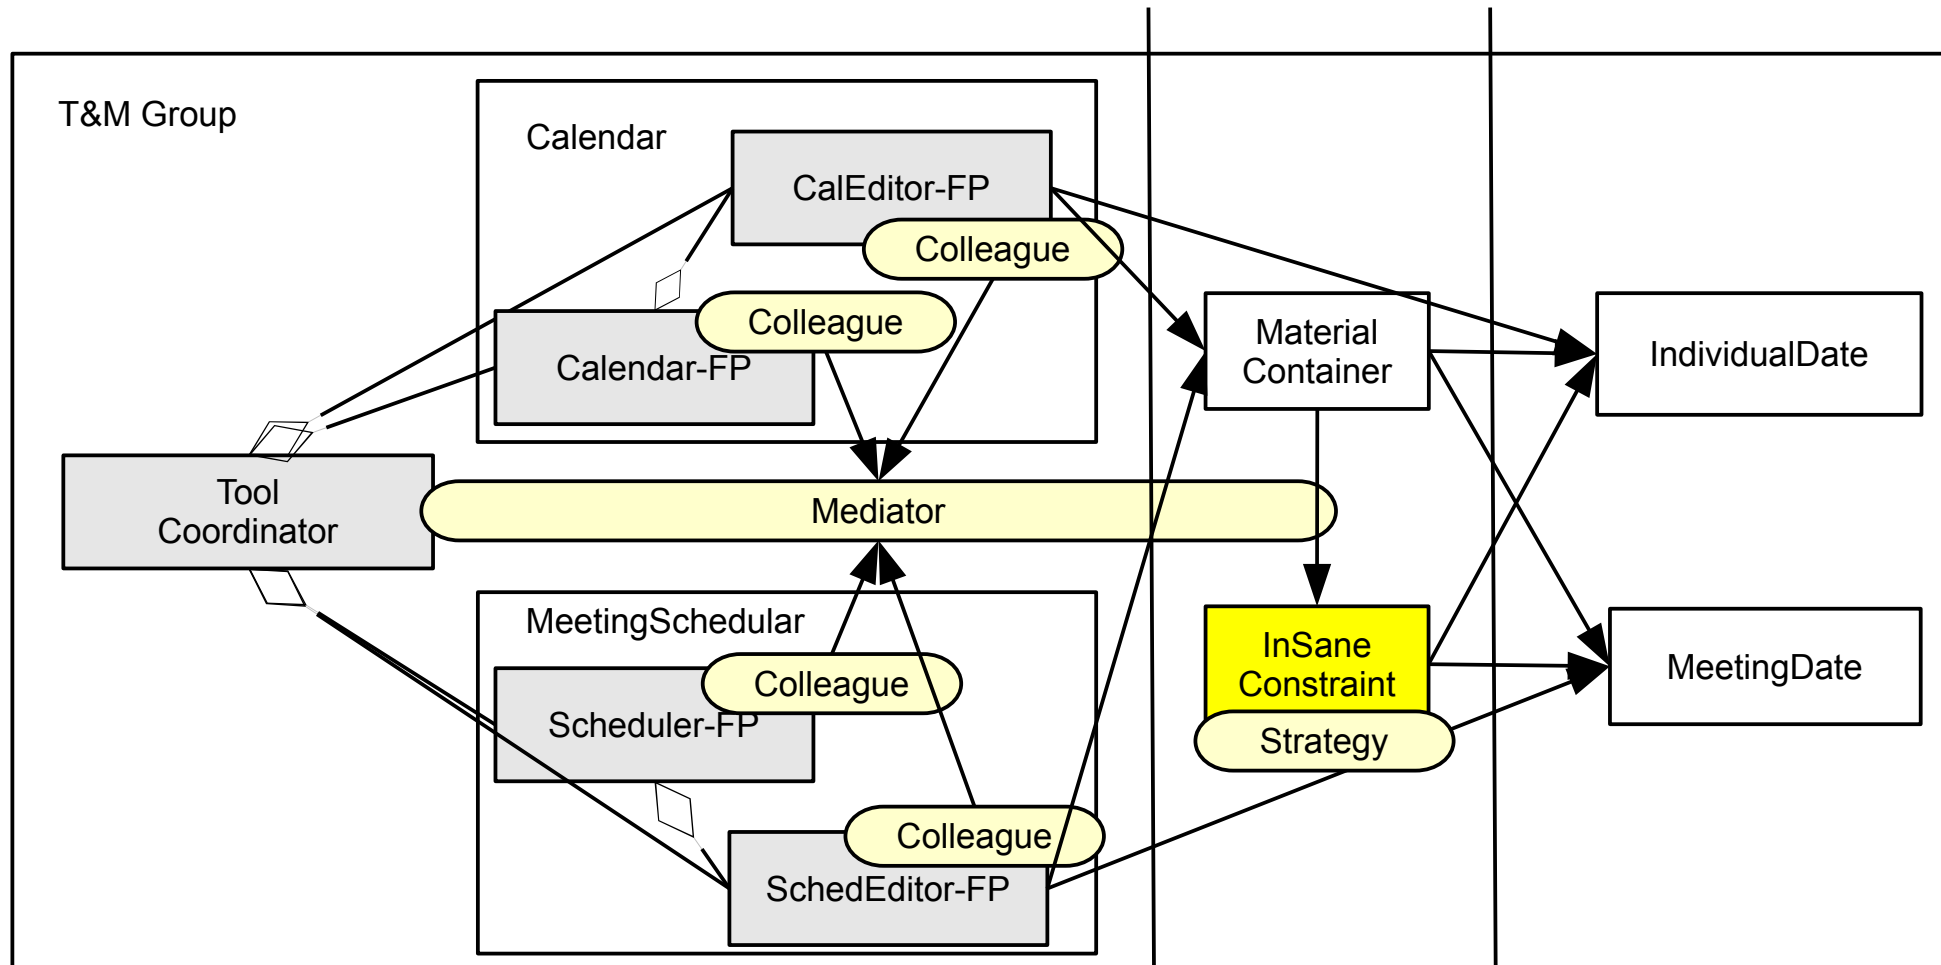 T&M Group
Calendar
CalEditor-FP
Colleague
Colleague
Calendar-FP
Material
Container
IndividualDate
Tool
Coordinator
Mediator
MeetingSchedular
Colleague
Scheduler-FP
InSane
Constraint
Strategy
MeetingDate
Colleague
SchedEditor-FP